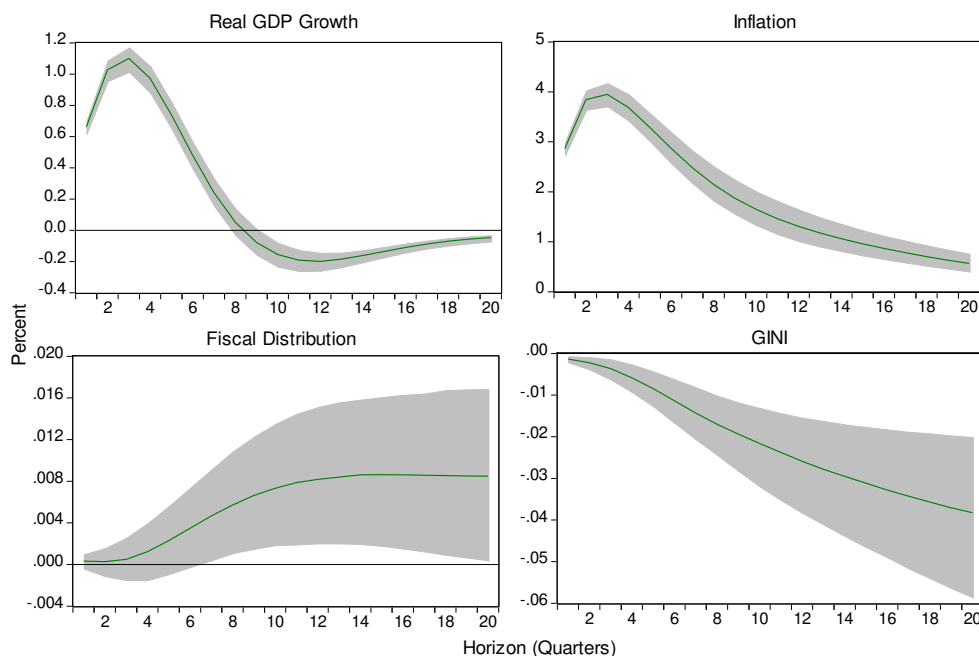 Real GDP Growth
Inflation
1.2
1.0
0.8
0.6
0.4
0.2
0.0
-0.2
-0.4
2 4 6 8 10 12 14 16 18 20
5
4
3
2
1
0
2 4 6 8 10 12 14 16 18 20
Percent
Fiscal Distribution
GINI
.020
.016
.012
.008
.004
.000
-.004
2 4 6 8 10 12 14 16 18 20
.00
-.01
-.02
-.03
-.04
-.05
-.06
2 4 6 8 10 12 14 16 18 20
Horizon (Quarters)